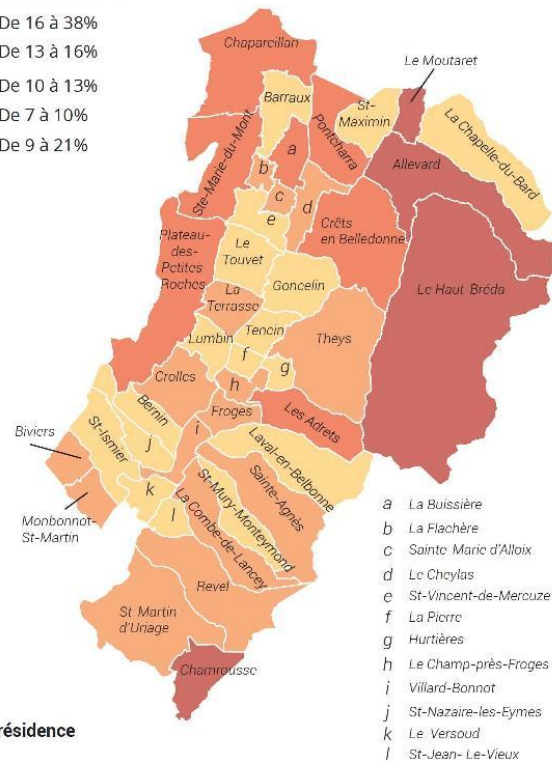 De 16 à 38%
De 13 à 16%
De 10 à 13%
De 7 à 10%
De 9 à 21%
Chapareillan
Le Moutaret
Barraux
St-
Maximin
Pontcharra
La Chapelle-du-Bard
Ste-Marie-du-Mont
a
b
Allevard
c
d
e
Crêts
en Belledonne
Plateau-
des-
Petites
Roches
Le
Touvet
Goncelin
Le Haut-Bréda
La
Terrasse
Lumbin
Tencin
Theys
f
g
Crolles
h
Bernin
Froges
Les Adrets
Biviers
St-Ismier
j
i
Laval-en-Belbonne
Sainte-Agnès
k
l
St-Mury-Monteymond
La Combe-de-Lancey
Monbonnot-
St-Martin
Revel
St Martin
d'Uriage
Chamrousse
a La Buissière
b La Flachère
c Sainte Marie d'Alloix
d Le Cheylas
e St-Vincent-de-Mercuze
f La Pierre
g Hurtières
h Le Champ-près-Froges
i Villard-Bonnot
j St-Nazaire-les-Eymes
k Le Versoud
l St-Jean- Le-Vieux
résidence